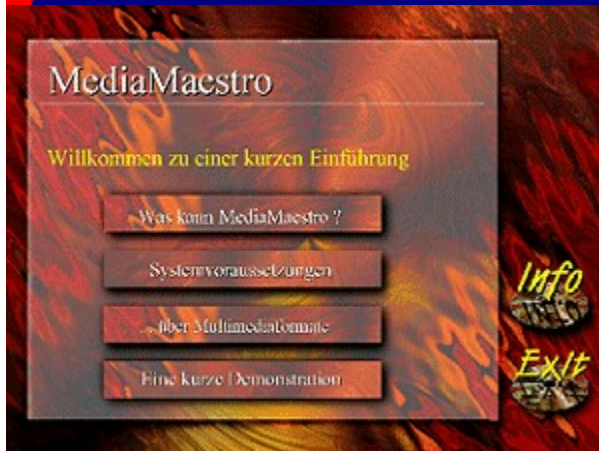 MediaMaestro
Willkommen zu einer kurzen Einführung
Was kann MediaMaestro ?
Systemvoraussetzungen
... über Multimediaformate
Eine kurze Demonstration
Info
Exit